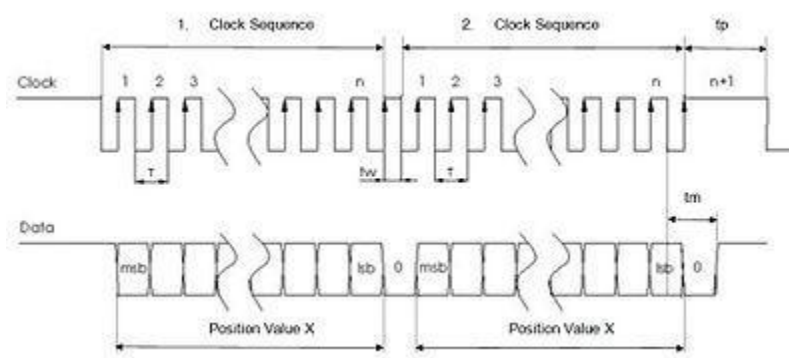 1. Clock Sequence 2. Clock Sequence tp
Clock 1 2 3 n 1 2 3 n n+1
T tw T
tm
Data
msb lsb 0 msb lsb 0
Position Value X Position Value X